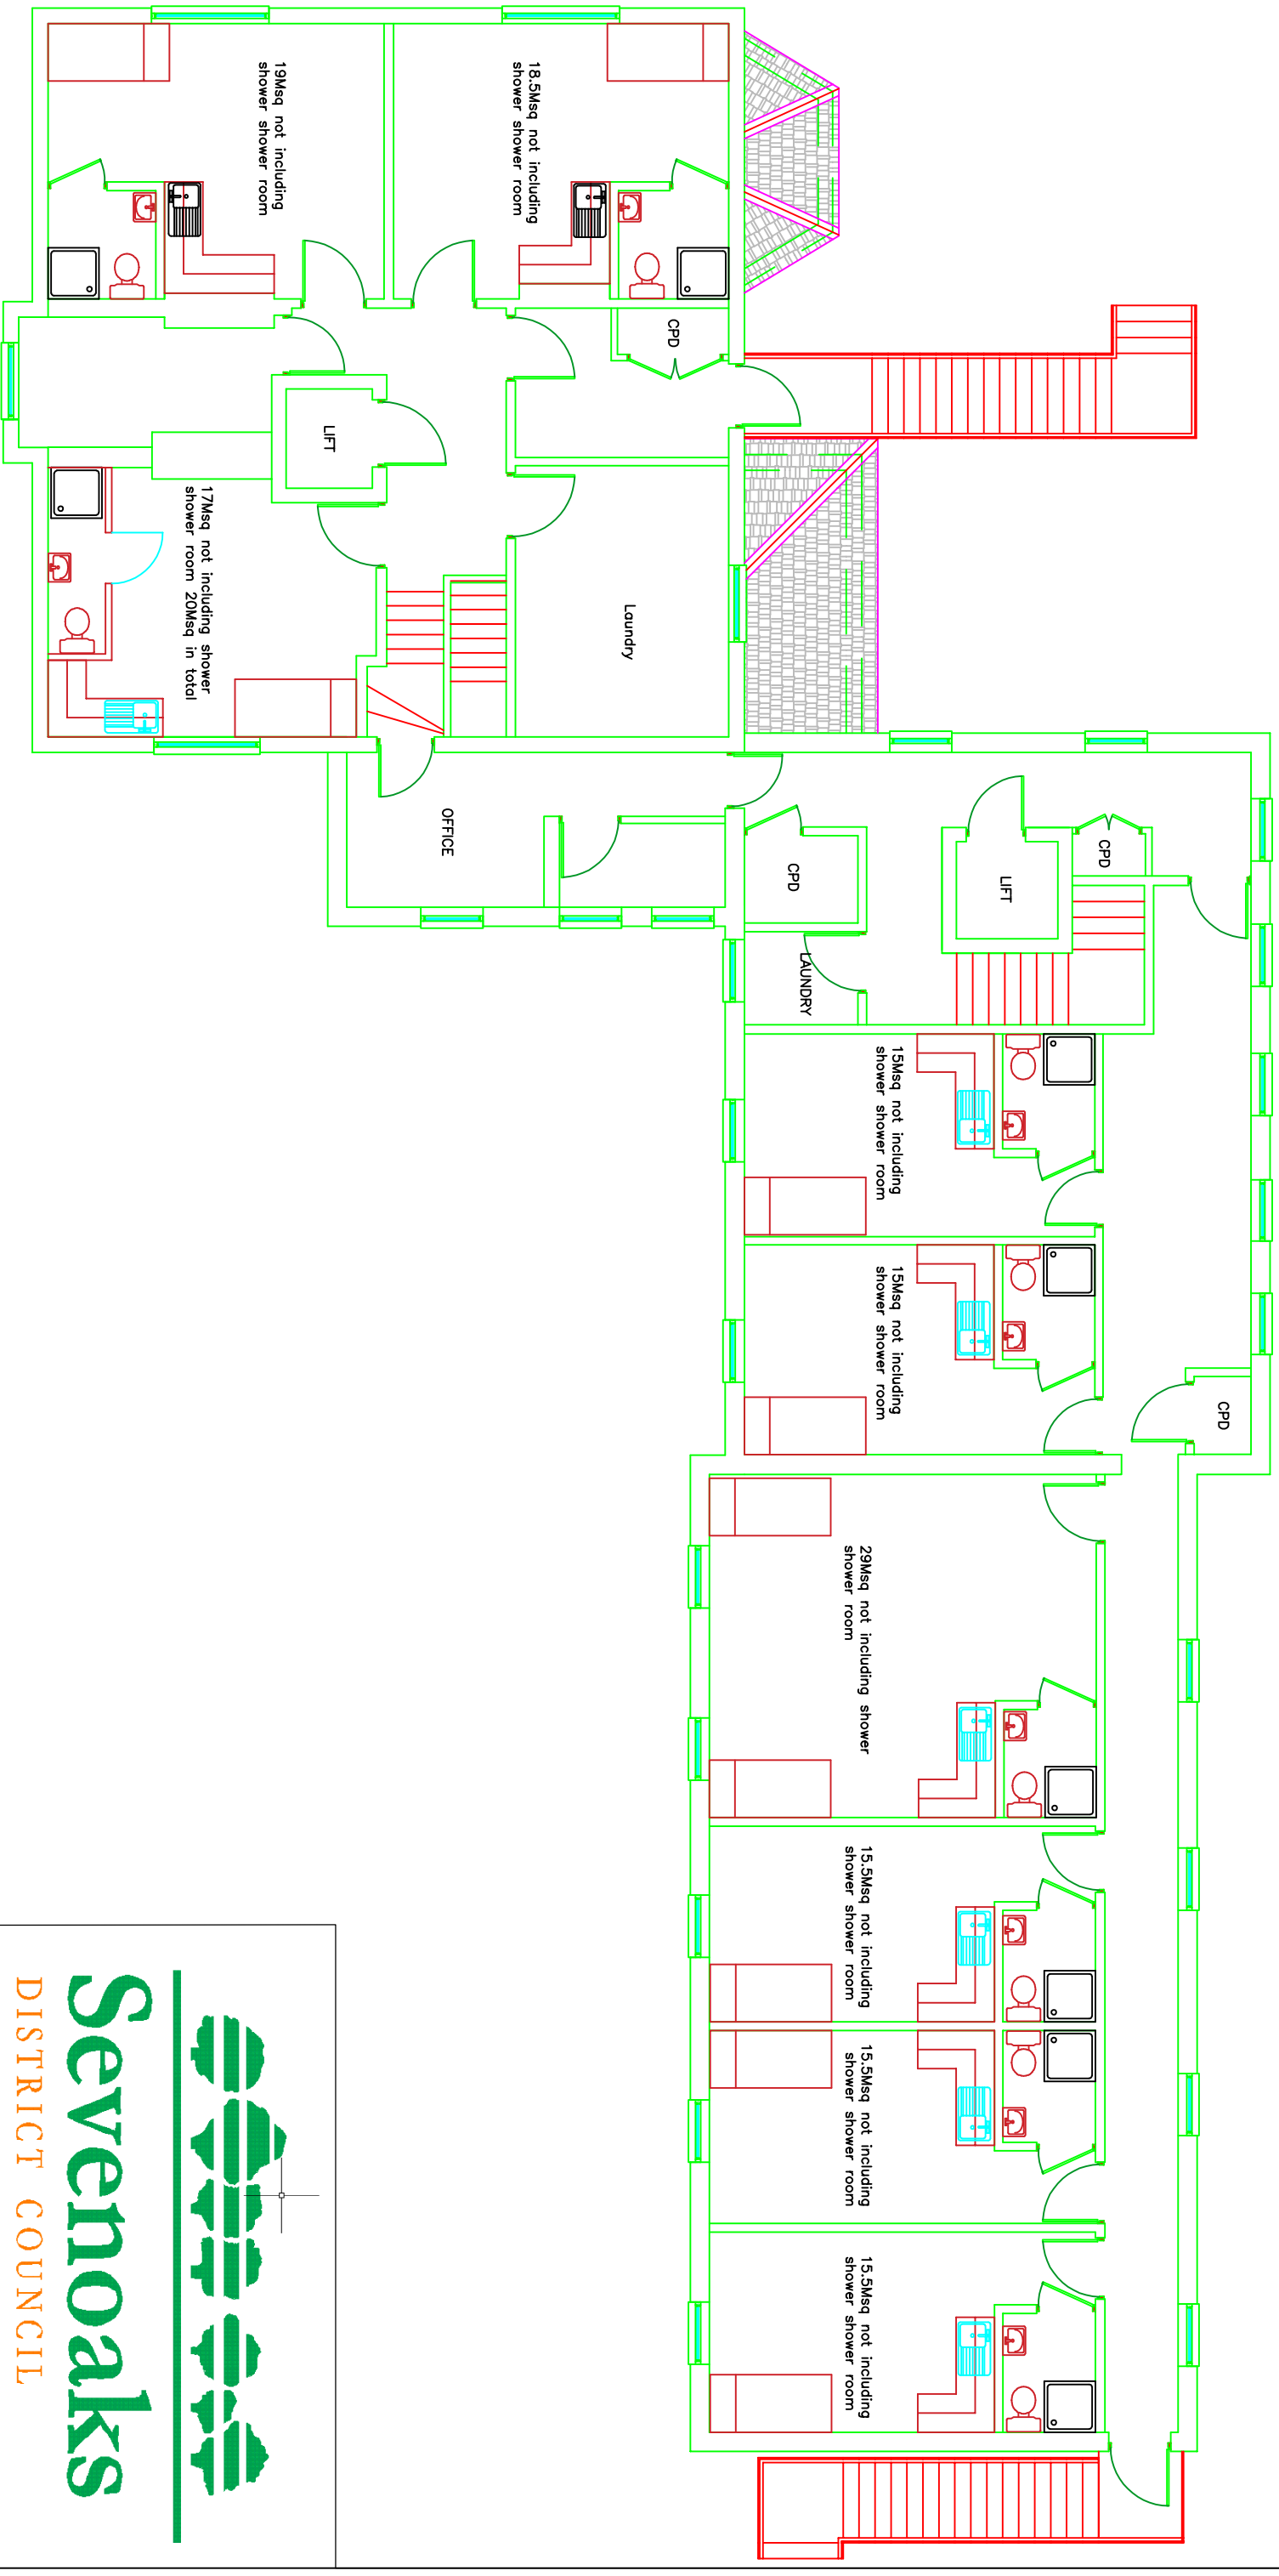 19Msq not including
shower shower room
18.5Msq not including
shower shower room
CPD
LIFT
17Msq not including shower
shower room 20Msq in total
Laundry
OFFICE
CPD
LIFT
CPD
LAUNDRY
15Msq not including
shower shower room
15Msq not including
shower shower room
CPD
29Msq not including shower
shower room
15.5Msq not including
shower shower room
15.5Msq not including
shower shower room
15.5Msq not including
shower shower room
Sevenoaks
DISTRICT COUNCIL